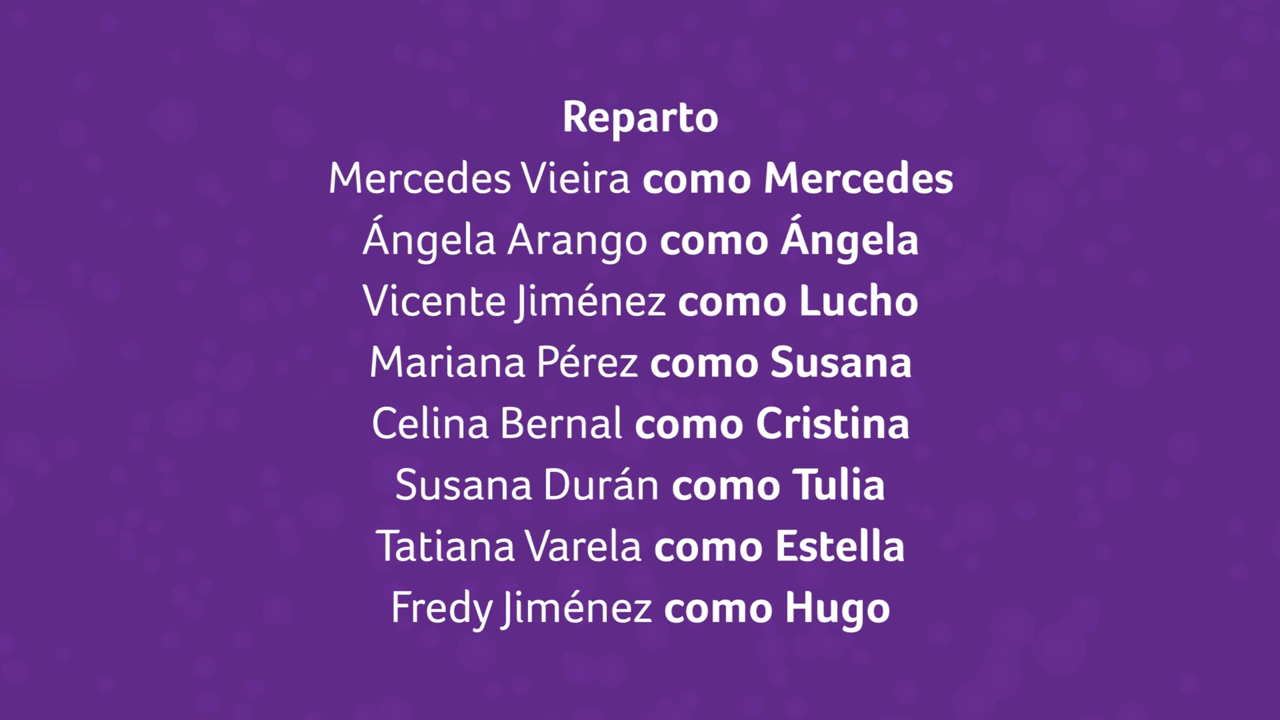 Reparto
Mercedes Vieira como Mercedes
Ángela Arango como Ángela
Vicente Jiménez como Lucho
Mariana Pérez como Susana
Celina Bernal como Cristina
Susana Durán como Tulia
Tatiana Varela como Estella
Fredy Jiménez como Hugo